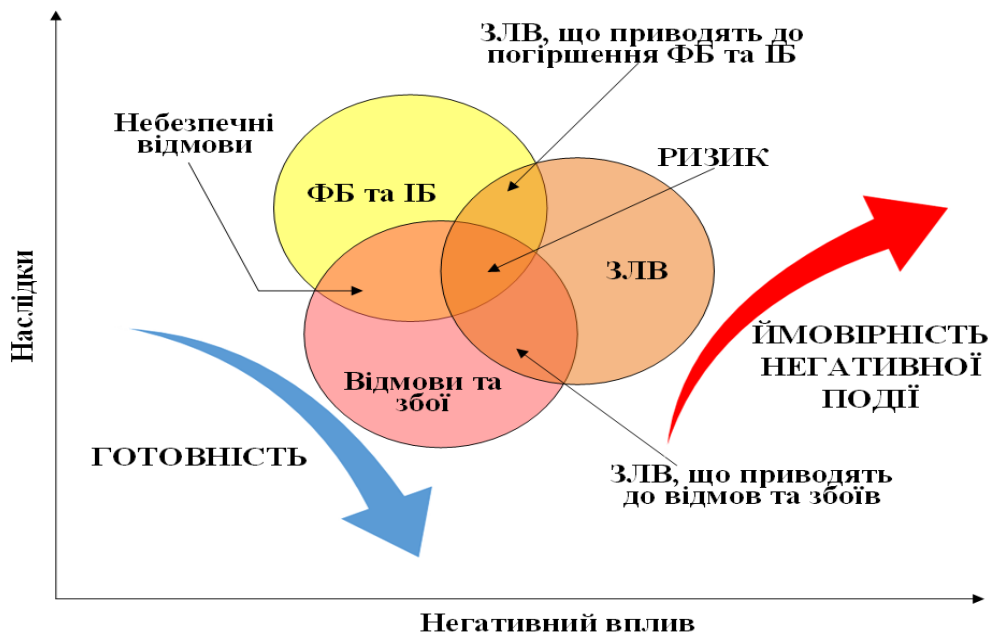 ЗЛВ, що приводять до
погіршення ФБ та ІБ
Небезпечні
відмови
РИЗИК
ФБ та ІБ
ЗЛВ
Наслідки
ЙМОВІРНІСТЬ
НЕГАТИВНОЇ
ПОДІЇ
Відмови та
збої
ГОТОВНІСТЬ
ЗЛВ, що приводять
до відмов та збоїв
Негативний вплив